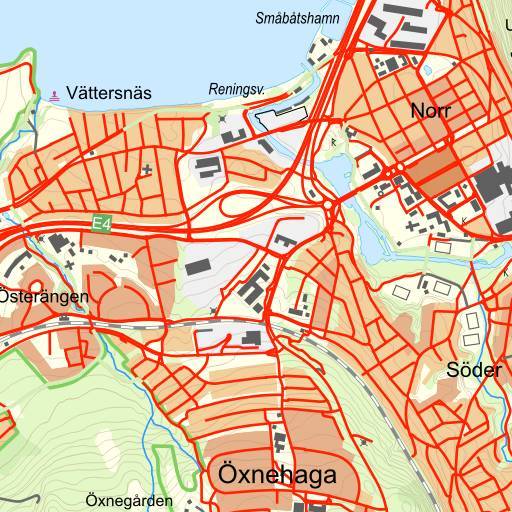 Småbåtshamn
Vättersnäs
Reningsv.
Norr
E4
Österängen
Söder
Öxnehaga
Öxnegården